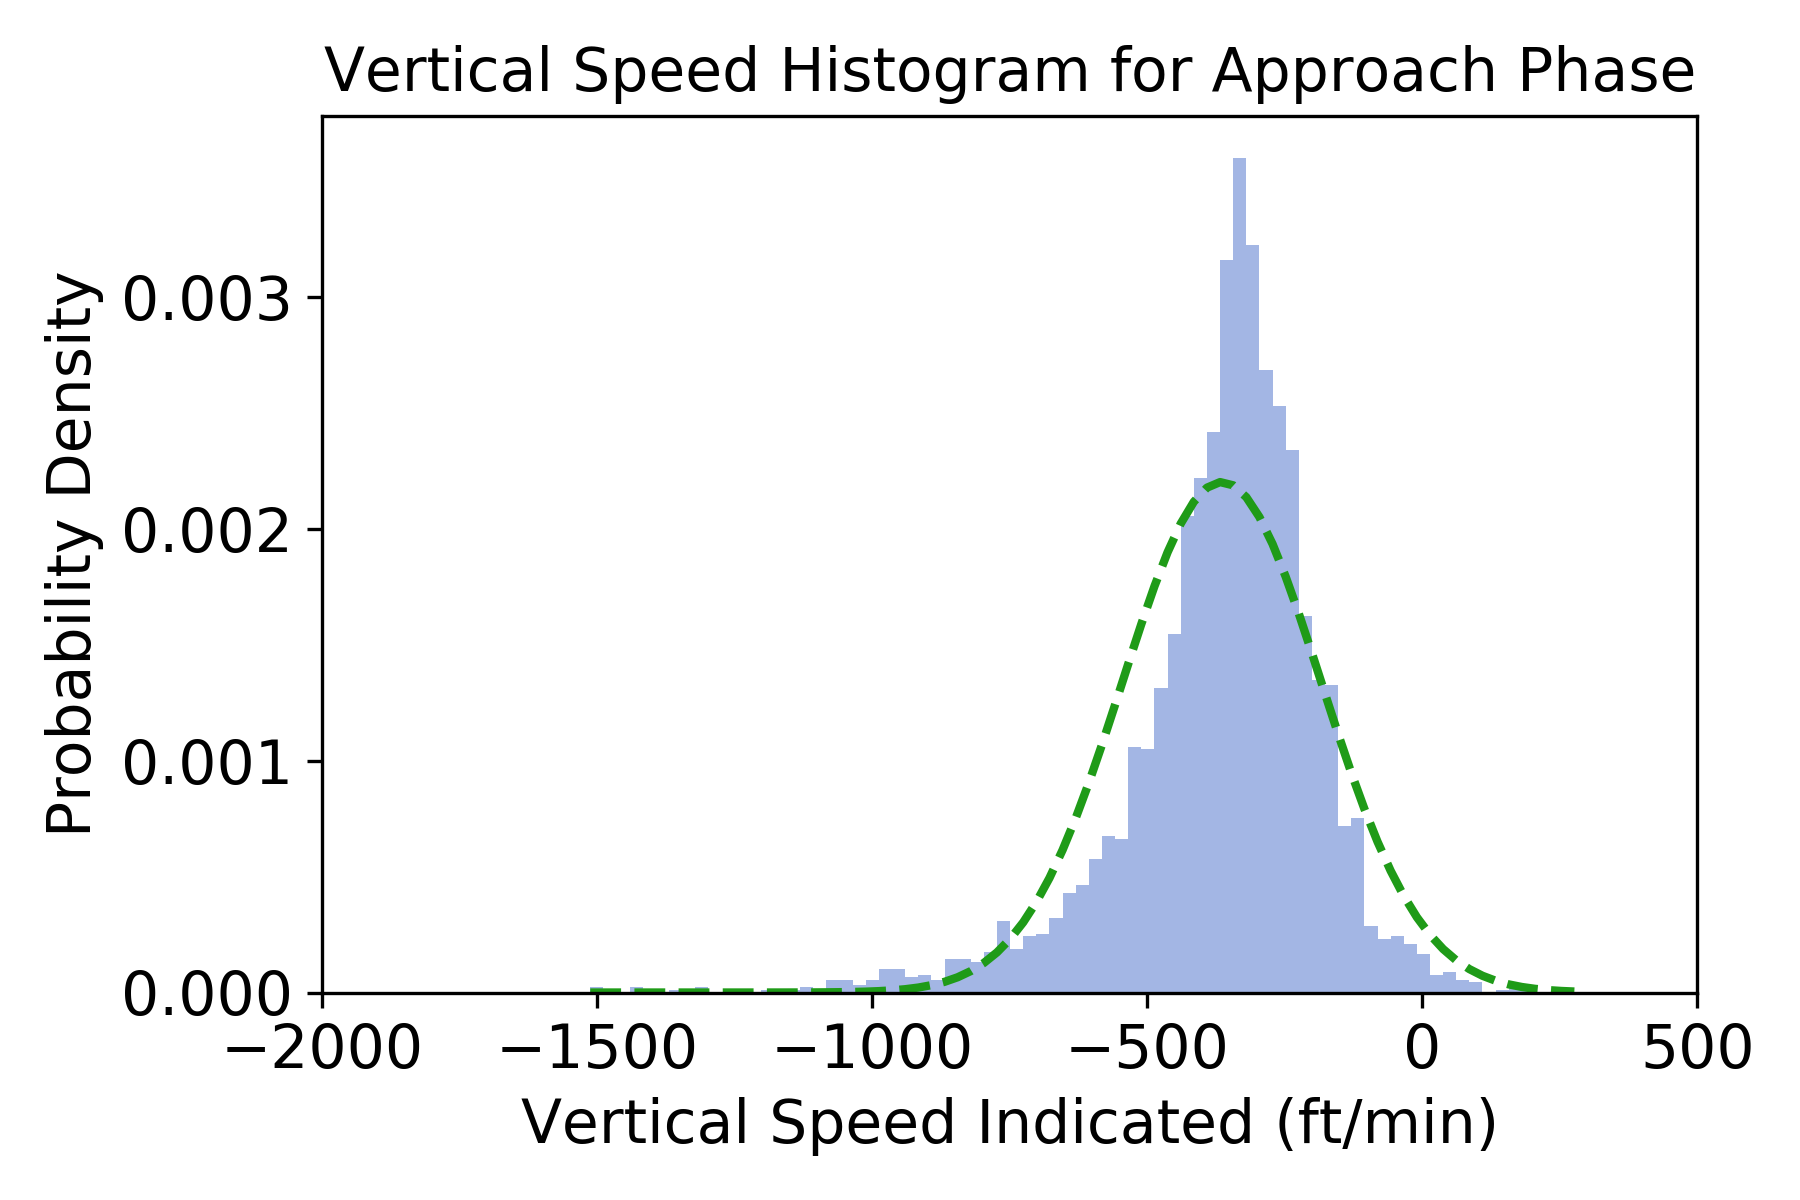 Vertical Speed Histogram for Approach Phase
Probability Density
0.003
0.002
0.001
0.000
−2000 −1500 −1000 −500 0 500
Vertical Speed Indicated (ft/min)